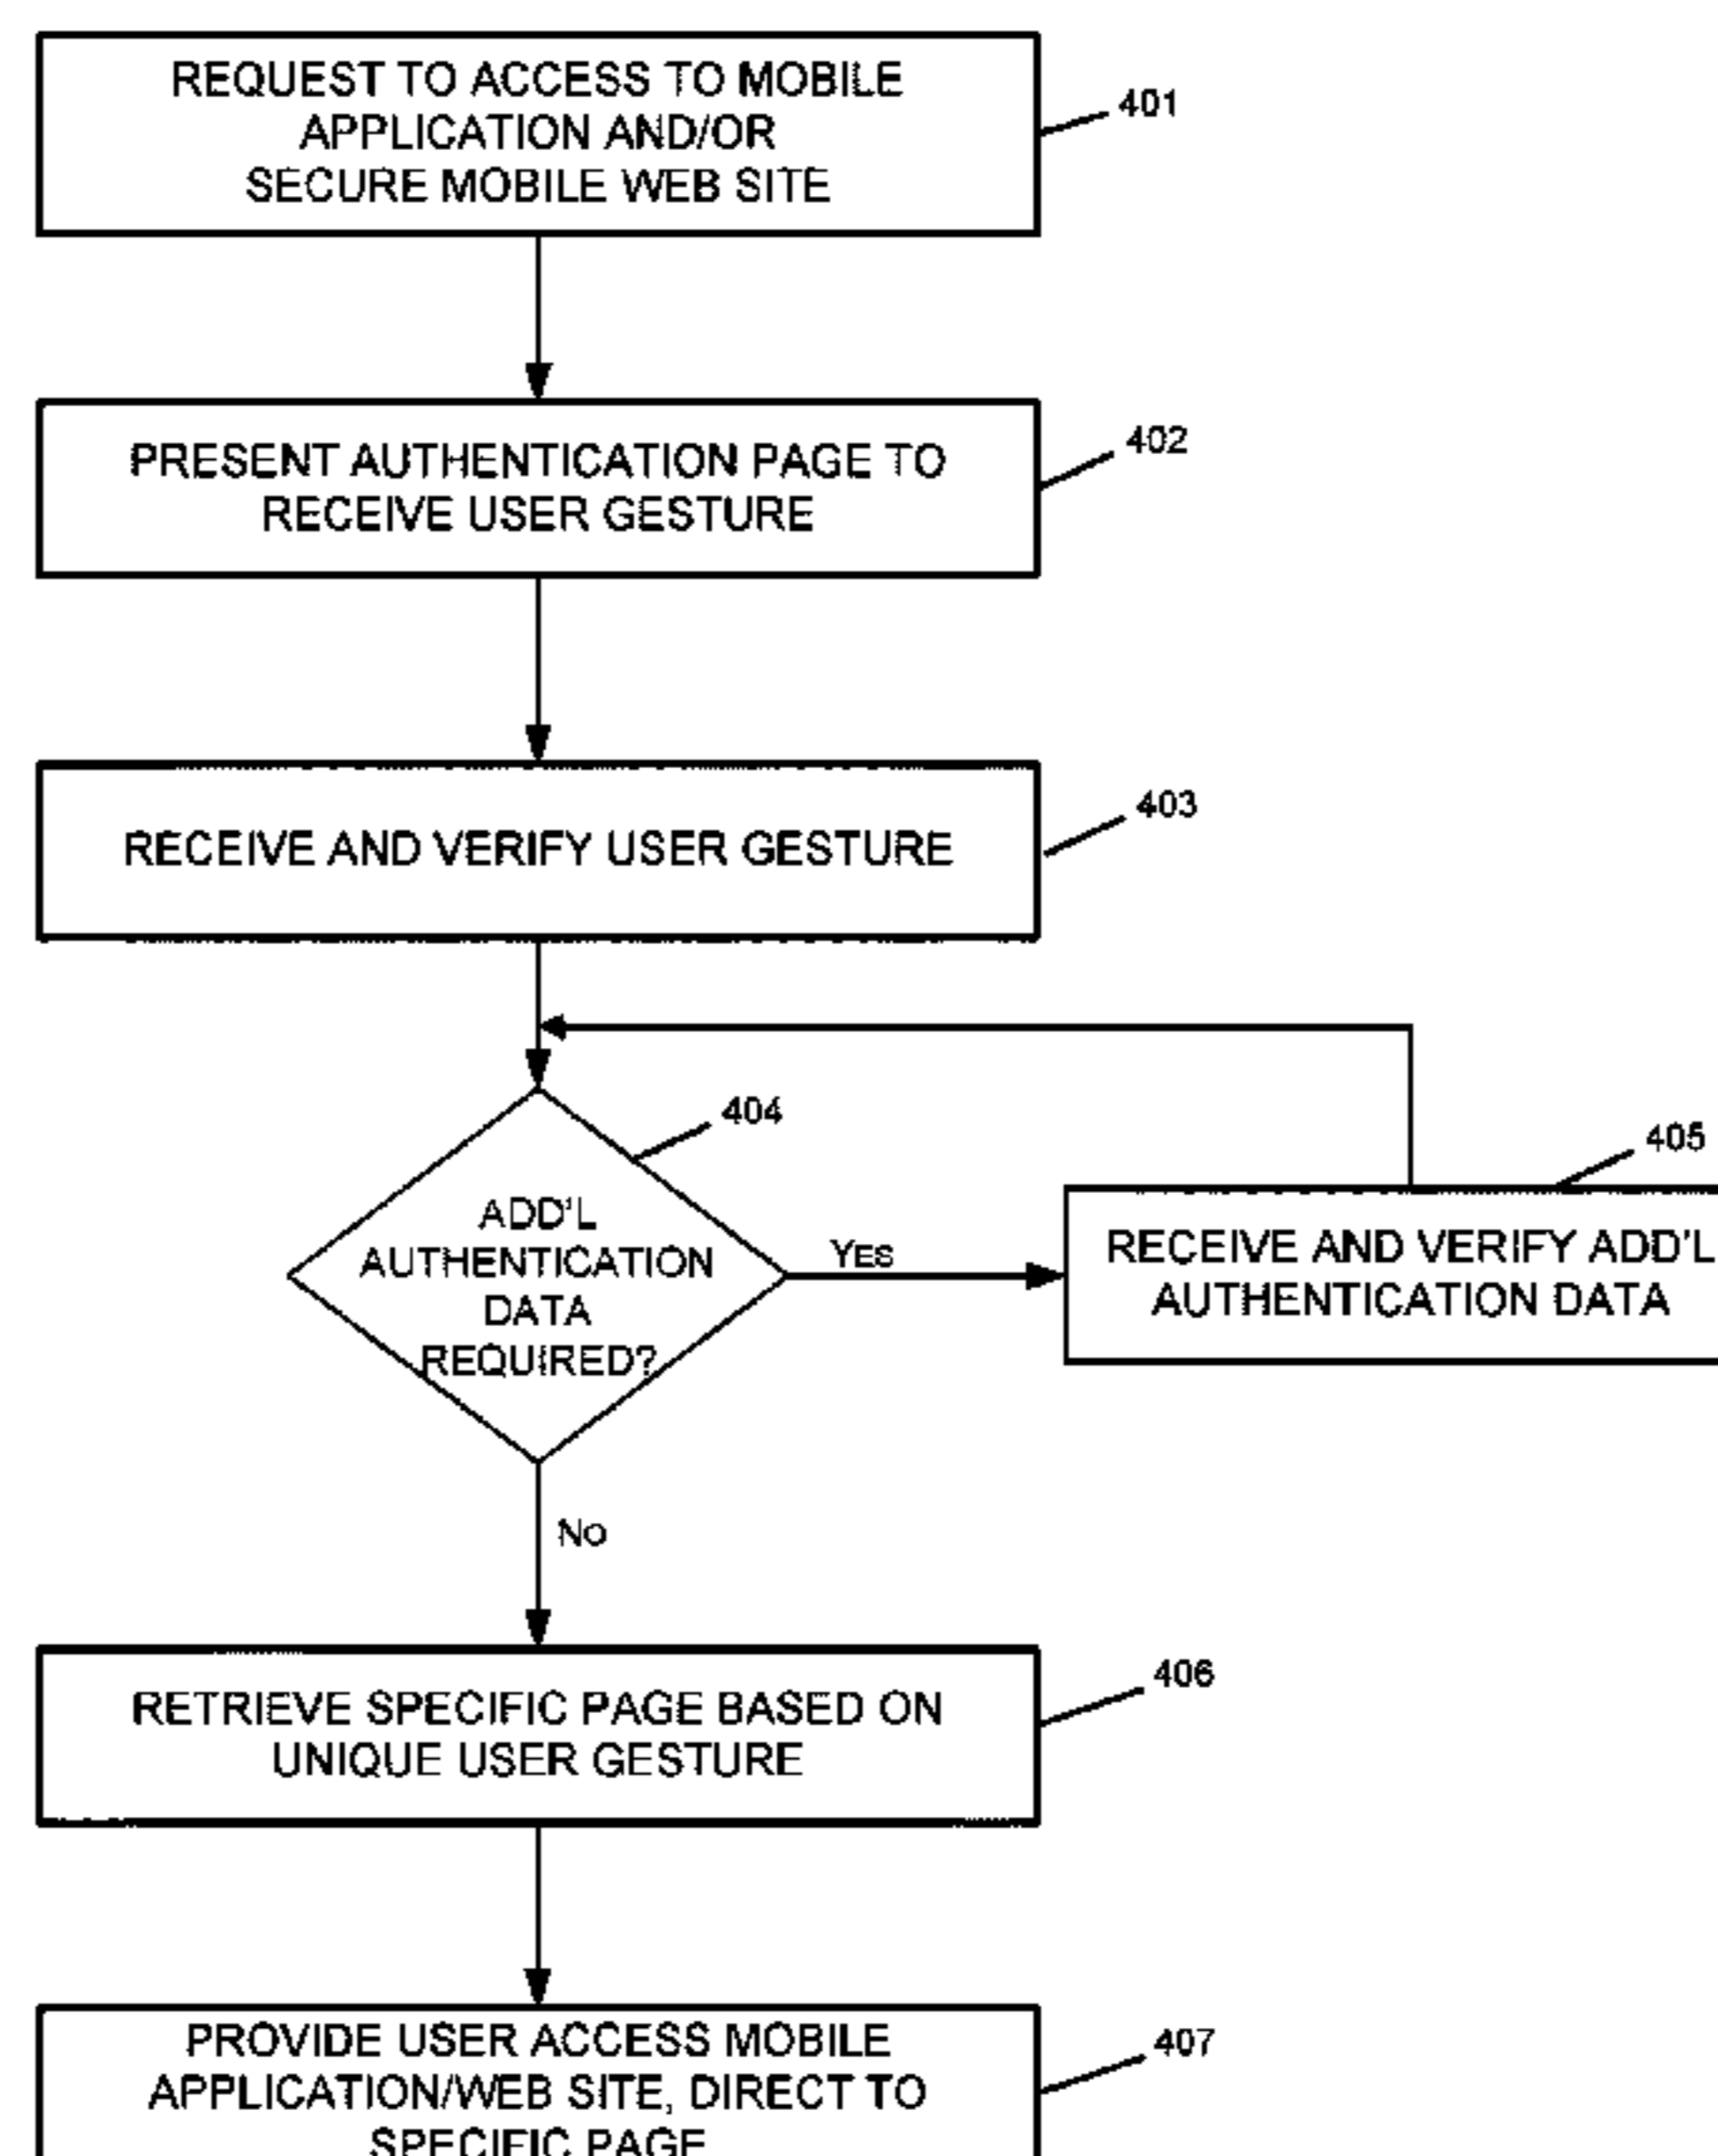 REQUEST TO ACCESS TO MOBILE
APPLICATION AND/OR
SECURE MOBILE WEB SITE
401
PRESENT AUTHENTICATION PAGE TO
RECEIVE USER GESTURE
402
RECEIVE AND VERIFY USER GESTURE
403
404
ADD'L
AUTHENTICATION
DATA
REQUIRED?
YES
405
RECEIVE AND VERIFY ADD'L
AUTHENTICATION DATA
NO
RETRIEVE SPECIFIC PAGE BASED ON
UNIQUE USER GESTURE
406
PROVIDE USER ACCESS MOBILE
APPLICATION/WEB SITE, DIRECT TO
SPECIFIC PAGE
407